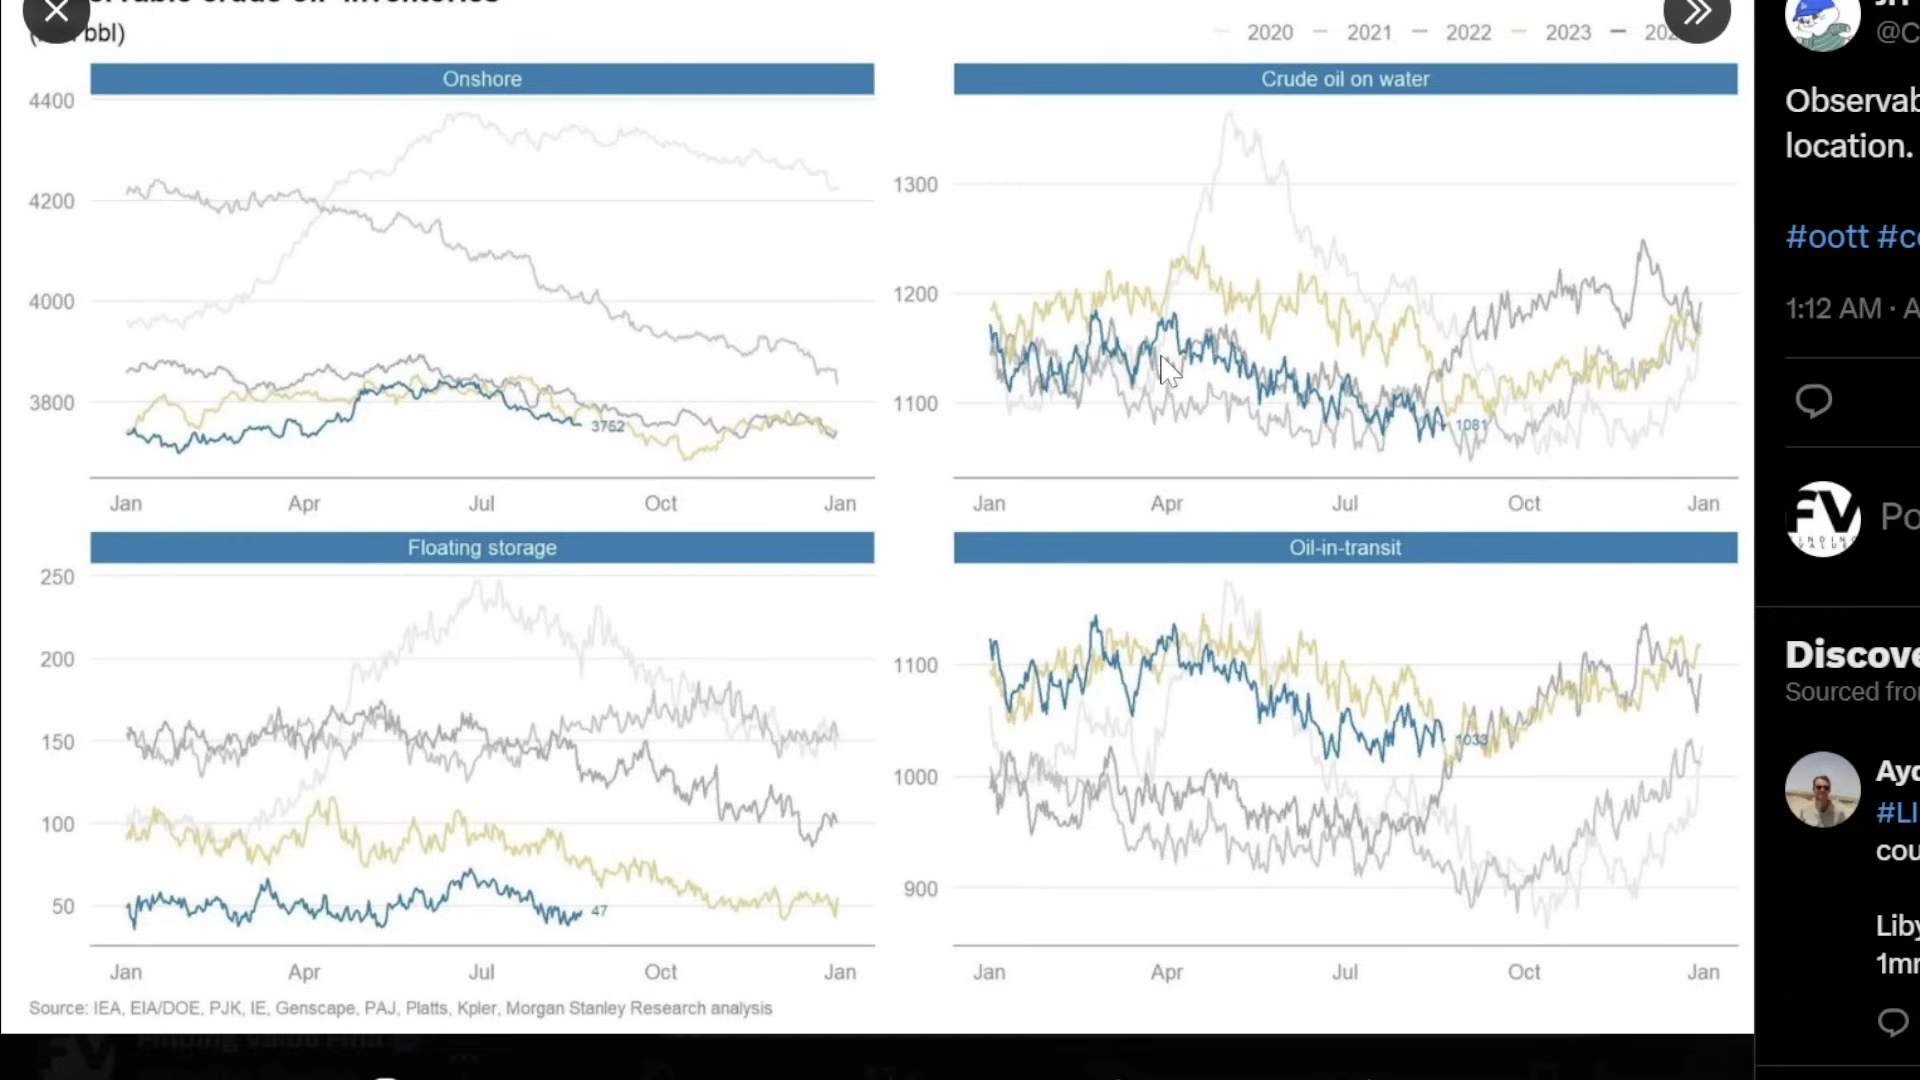 bbl)
2020 2021 2022 2023
Onshore
4400
4200
4000
3800
3752
Jan Apr Jul Oct Jan
Crude oil on water
1300
1200
1100
1081
Jan Apr Jul Oct Jan
Floating storage
250
200
150
100
50
47
Jan Apr Jul Oct Jan
Oil-in-transit
1100
1000
900
1033
Jan Apr Jul Oct Jan
Source: IEA, EIA/DOE, PJK, IE, Genscape, PAJ, Platts, Kpler, Morgan Stanley Research analysis
@C
Observab
location.
#oott #c
1:12 AM · A
FV
FINDING
VALUE
Po
Discove
Sourced fro
Ayo
#LI
cou
Liby
1mr